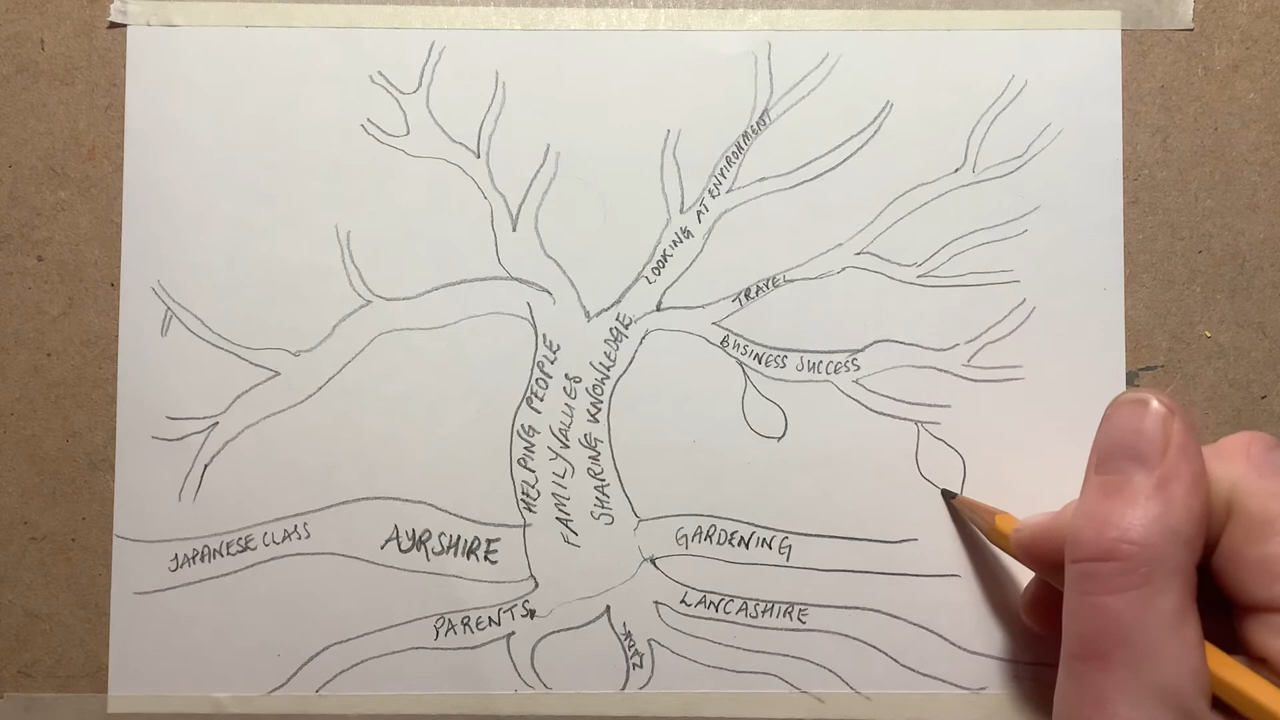 LOOKING AT ENVIRONMENT
TRAVEL
BUSINESS SUCCESS
HELPING PEOPLE
FAMILY VALUES
SHARING KNOWLEDGE
JAPANESE CLASS
AYRSHIRE
GARDENING
PARENTS
LANCASHIRE